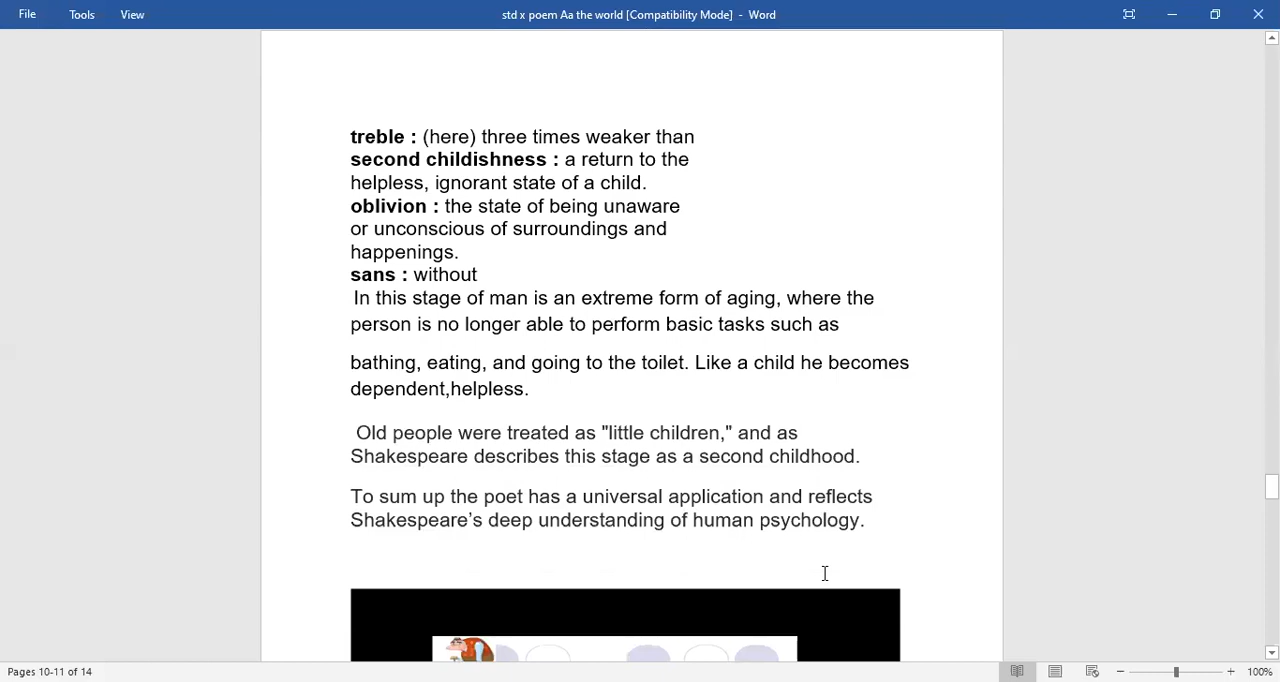 File Tools View std x poem Aa the world [Compatibility Mode] - Word
treble : (here) three times weaker than
second childishness : a return to the
helpless, ignorant state of a child.
oblivion : the state of being unaware
or unconscious of surroundings and
happenings.
sans : without
In this stage of man is an extreme form of aging, where the
person is no longer able to perform basic tasks such as
bathing, eating, and going to the toilet. Like a child he becomes
dependent,helpless.
Old people were treated as "little children," and as
Shakespeare describes this stage as a second childhood.
To sum up the poet has a universal application and reflects
Shakespeare’s deep understanding of human psychology.
Pages 10-11 of 14 100%